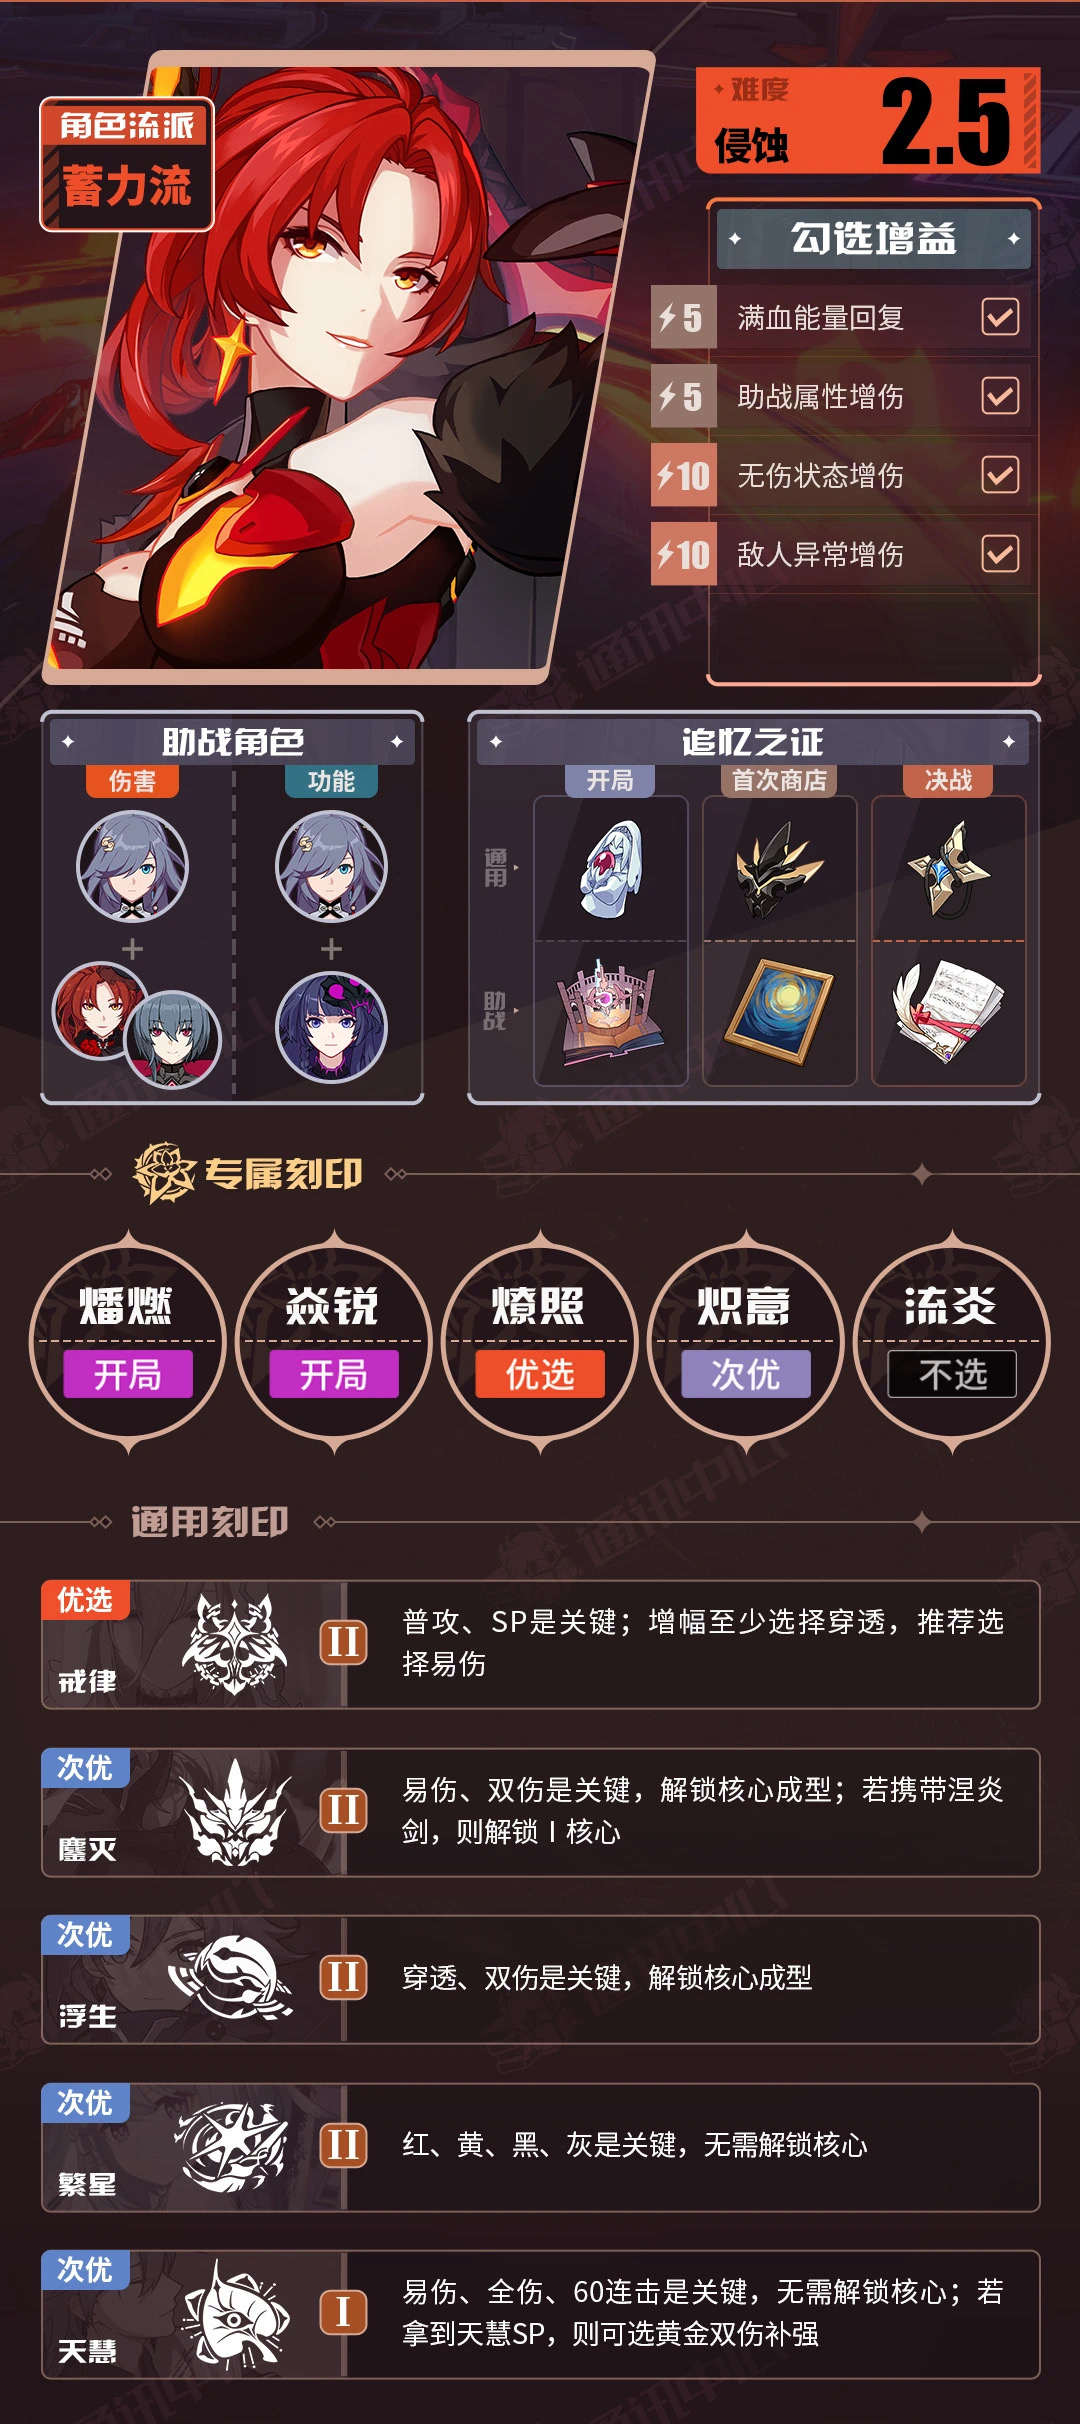 角色流派
蓄力流
难度
侵蚀
2.5
勾选增益
5 满血能量回复
5 助战属性增伤
10 无伤状态增伤
10 敌人异常增伤
助战角色
伤害 功能
追忆之证
开局 首次商店 决战
通用
助战
专属刻印
燔燃 焱锐 燎照 炽意 流炎
开局 开局 优选 次优 不选
通用刻印
优选
戒律
II
普攻、SP是关键；增幅至少选择穿透，推荐选
择易伤
次优
鏖灭
II
易伤、双伤是关键，解锁核心成型；若携带涅炎
剑，则解锁 I 核心
次优
浮生
II
穿透、双伤是关键，解锁核心成型
次优
繁星
II
红、黄、黑、灰是关键，无需解锁核心
次优
天慧
I
易伤、全伤、60连击是关键，无需解锁核心；若
拿到天慧SP，则可选黄金双伤补强
通讯中心